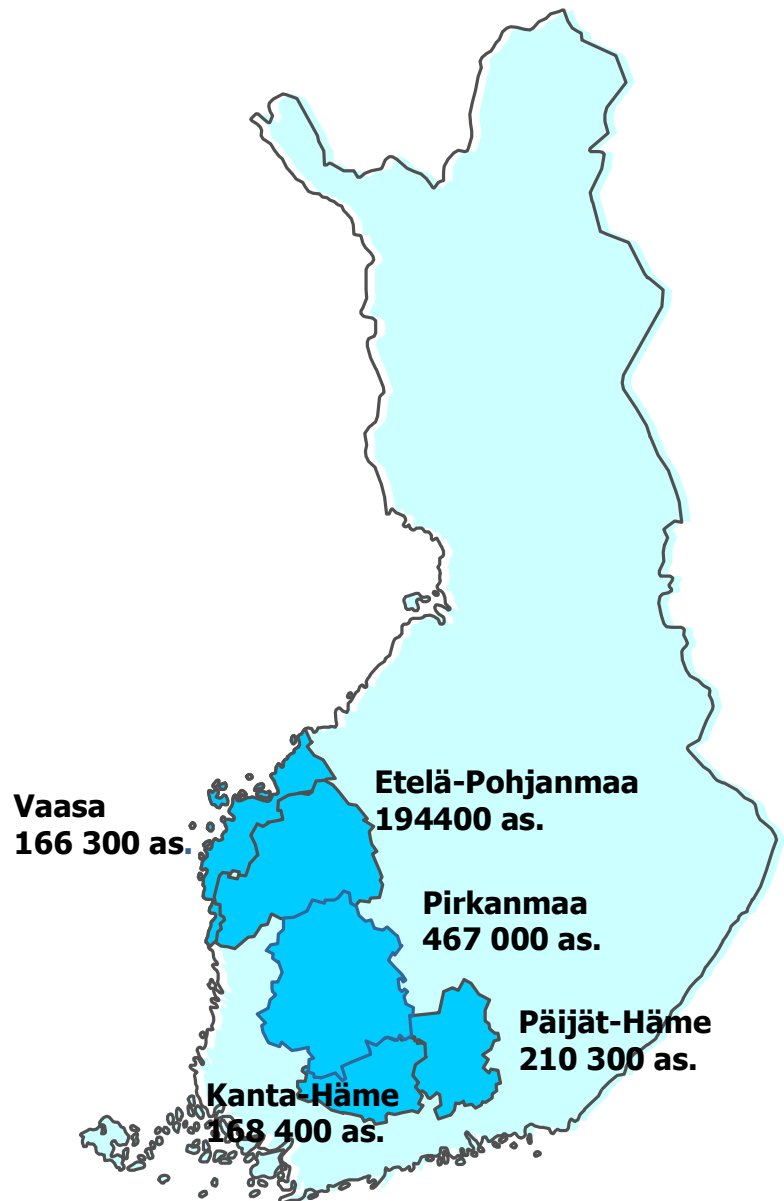 Vaasa
166 300 as.
Etelä-Pohjanmaa
194400 as.
Pirkanmaa
467 000 as.
Päijät-Häme
210 300 as.
Kanta-Häme
168 400 as.